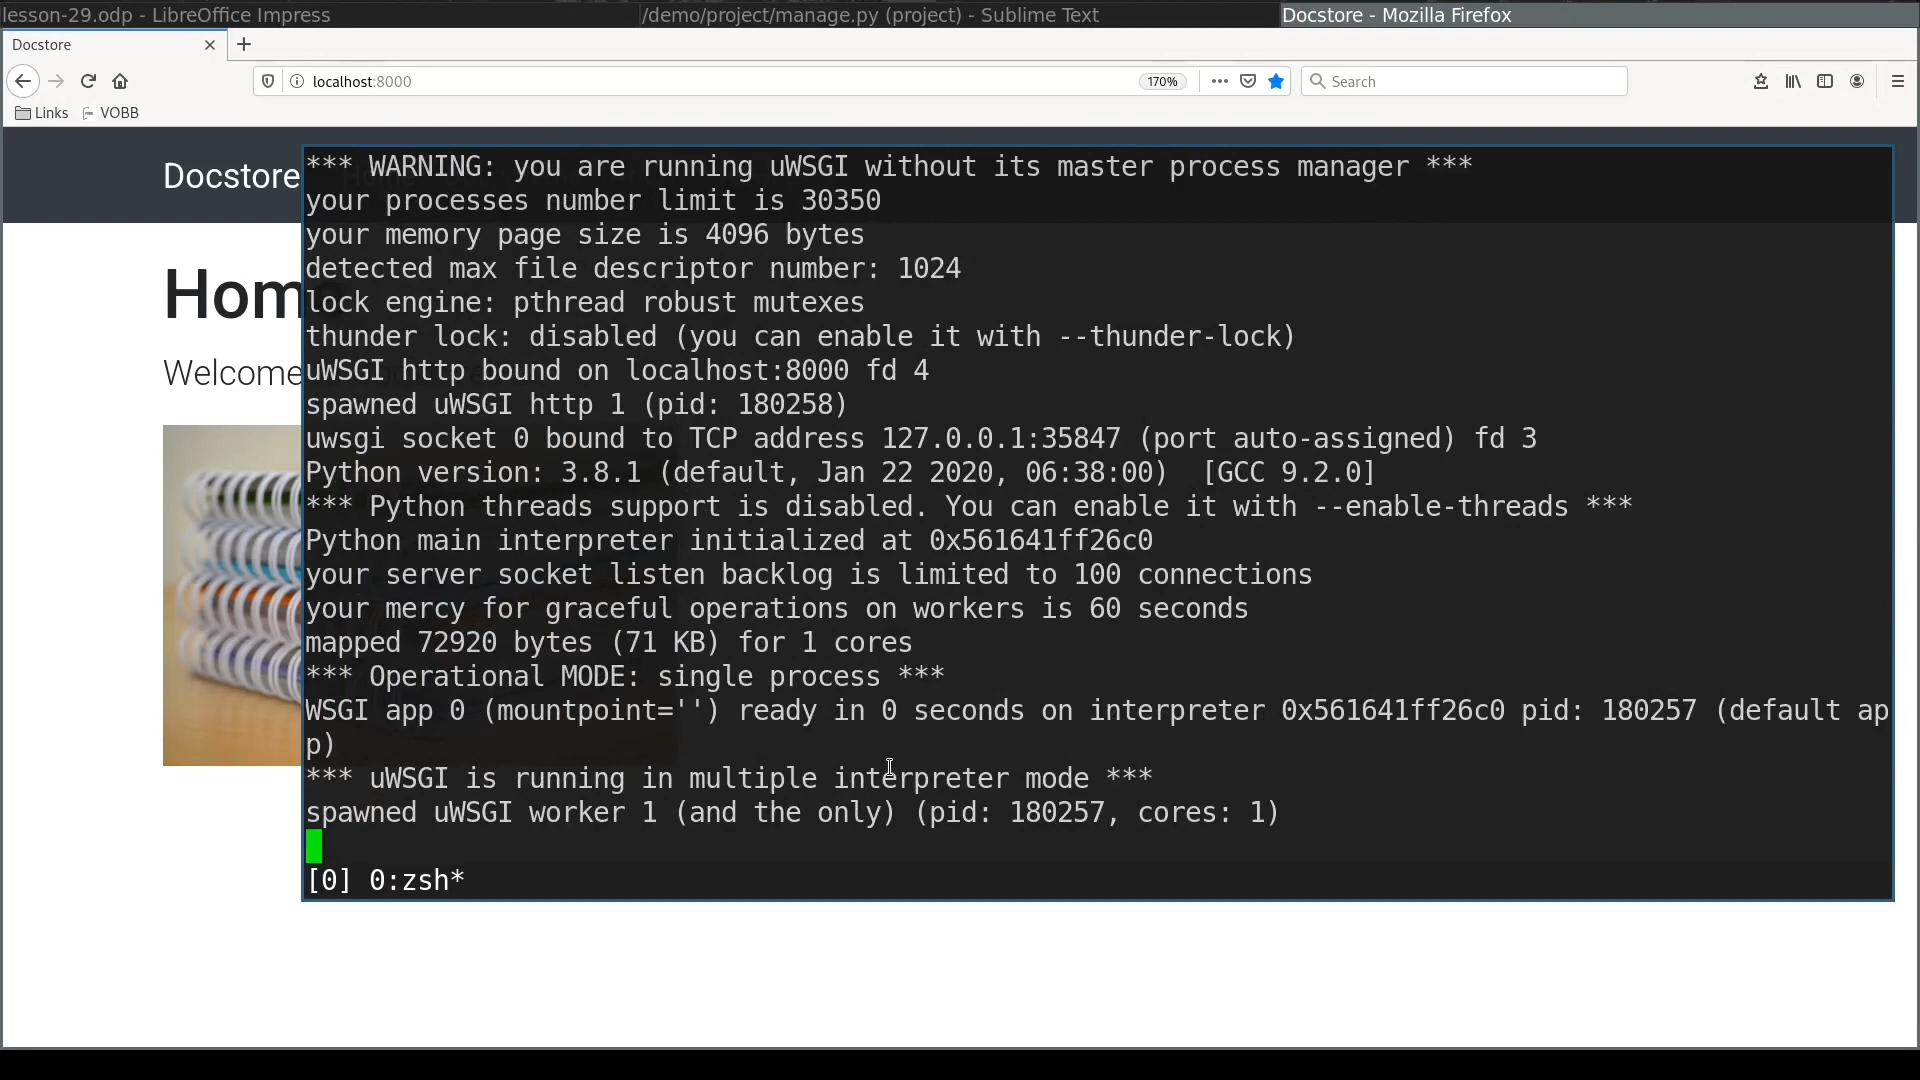 lesson-29.odp - LibreOffice Impress
/demo/project/manage.py (project) - Sublime Text
Docstore - Mozilla Firefox
Docstore
localhost:8000
170%
Search
Links
VOBB
Docstore
Home
Hom
Welcome
*** WARNING: you are running uWSGI without its master process manager ***
your processes number limit is 30350
your memory page size is 4096 bytes
detected max file descriptor number: 1024
lock engine: pthread robust mutexes
thunder lock: disabled (you can enable it with --thunder-lock)
uWSGI http bound on localhost:8000 fd 4
spawned uWSGI http 1 (pid: 180258)
uwsgi socket 0 bound to TCP address 127.0.0.1:35847 (port auto-assigned) fd 3
Python version: 3.8.1 (default, Jan 22 2020, 06:38:00)  [GCC 9.2.0]
*** Python threads support is disabled. You can enable it with --enable-threads ***
Python main interpreter initialized at 0x561641ff26c0
your server socket listen backlog is limited to 100 connections
your mercy for graceful operations on workers is 60 seconds
mapped 72920 bytes (71 KB) for 1 cores
*** Operational MODE: single process ***
WSGI app 0 (mountpoint='') ready in 0 seconds on interpreter 0x561641ff26c0 pid: 180257 (default ap
p)
*** uWSGI is running in multiple interpreter mode ***
spawned uWSGI worker 1 (and the only) (pid: 180257, cores: 1)
[0] 0:zsh*